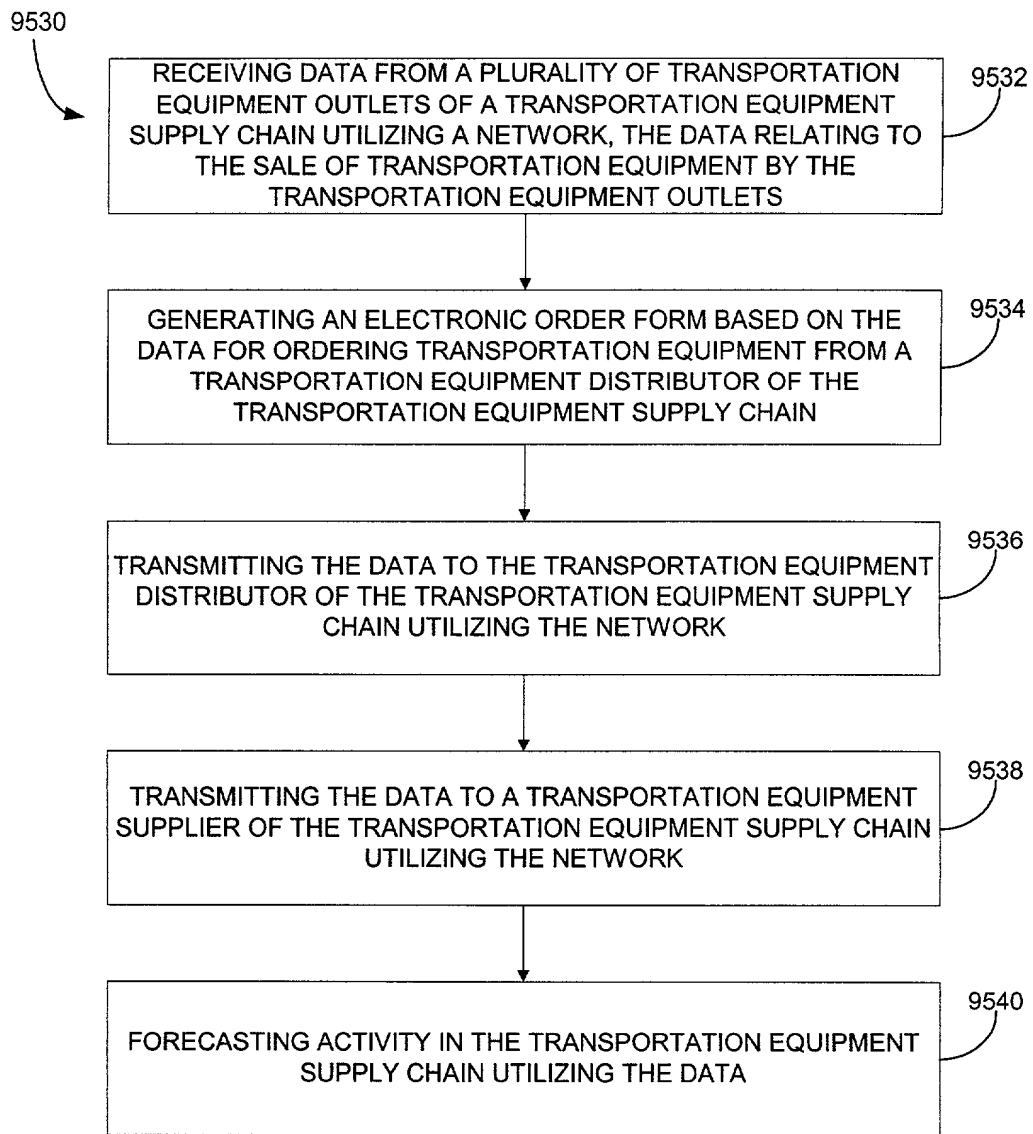 9530
RECEIVING DATA FROM A PLURALITY OF TRANSPORTATION
EQUIPMENT OUTLETS OF A TRANSPORTATION EQUIPMENT
SUPPLY CHAIN UTILIZING A NETWORK, THE DATA RELATING TO
THE SALE OF TRANSPORTATION EQUIPMENT BY THE
TRANSPORTATION EQUIPMENT OUTLETS
9532
GENERATING AN ELECTRONIC ORDER FORM BASED ON THE
DATA FOR ORDERING TRANSPORTATION EQUIPMENT FROM A
TRANSPORTATION EQUIPMENT DISTRIBUTOR OF THE
TRANSPORTATION EQUIPMENT SUPPLY CHAIN
9534
TRANSMITTING THE DATA TO THE TRANSPORTATION EQUIPMENT
DISTRIBUTOR OF THE TRANSPORTATION EQUIPMENT SUPPLY
CHAIN UTILIZING THE NETWORK
9536
TRANSMITTING THE DATA TO A TRANSPORTATION EQUIPMENT
SUPPLIER OF THE TRANSPORTATION EQUIPMENT SUPPLY CHAIN
UTILIZING THE NETWORK
9538
FORECASTING ACTIVITY IN THE TRANSPORTATION EQUIPMENT
SUPPLY CHAIN UTILIZING THE DATA
9540